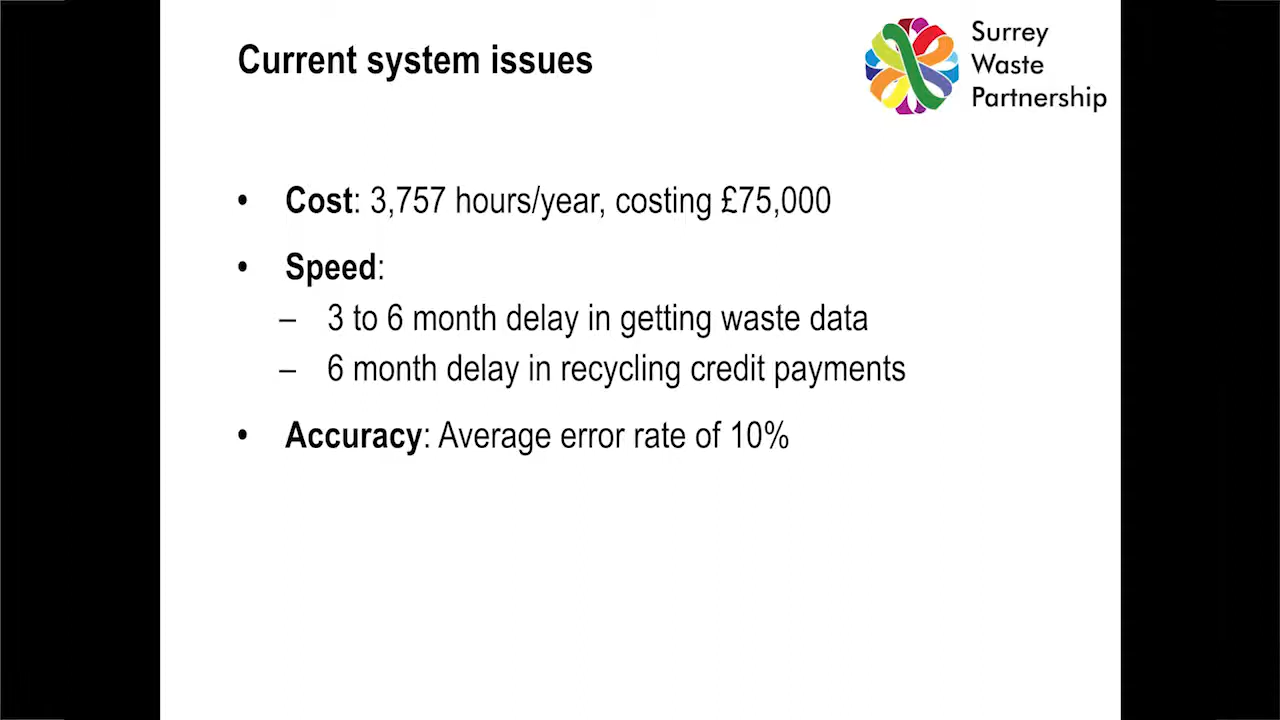 Current system issues
Surrey
Waste
Partnership
• Cost: 3,757 hours/year, costing £75,000
• Speed:
– 3 to 6 month delay in getting waste data
– 6 month delay in recycling credit payments
• Accuracy: Average error rate of 10%